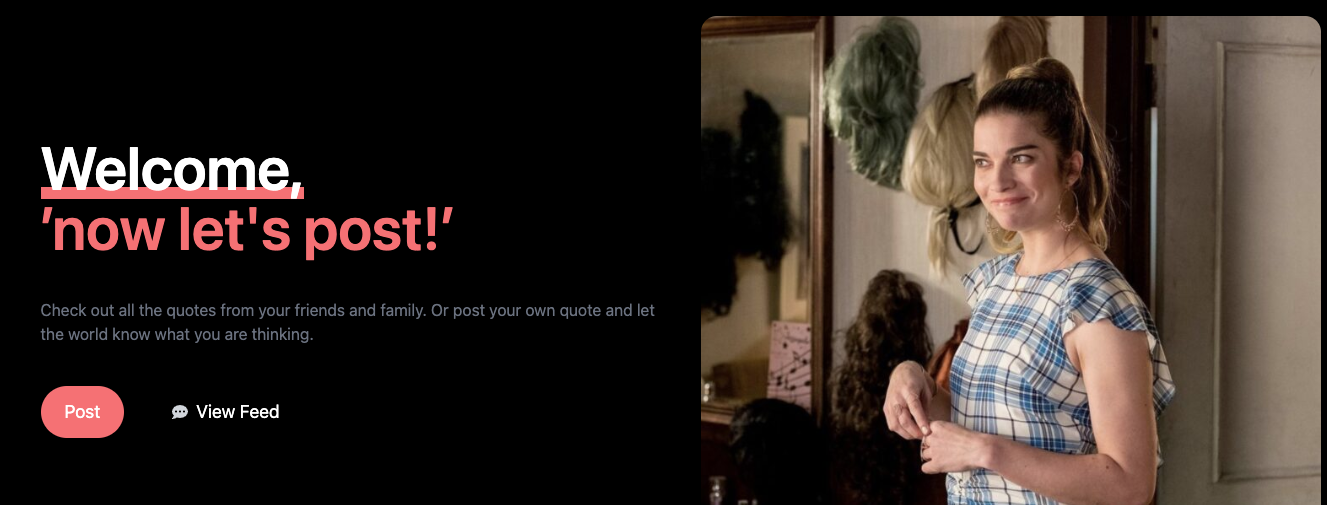 Welcome,
’now let's post!’
Check out all the quotes from your friends and family. Or post your own quote and let
the world know what you are thinking.
Post
💬 View Feed